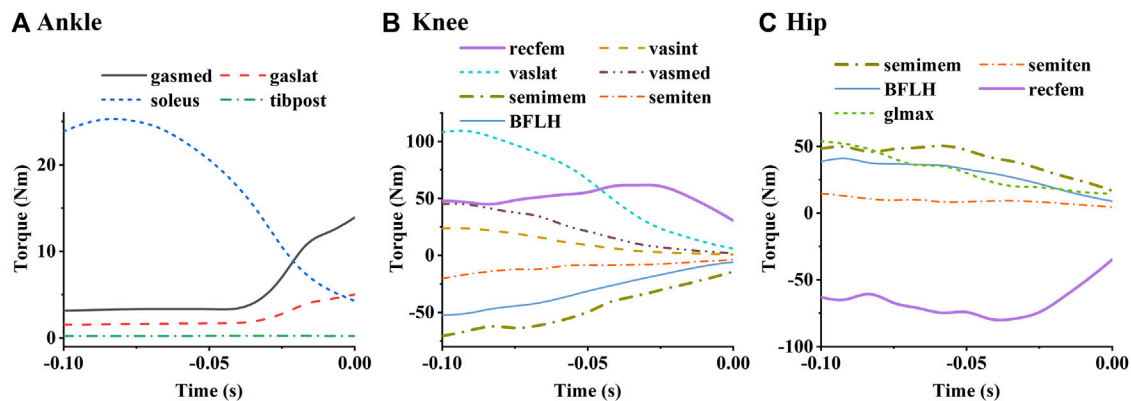 A Ankle
gasmed gaslat
soleus tibpost
Torque (Nm)
20
10
0
-0.10 -0.05 0.00
Time (s)
B Knee
recfem vasint
vaslat vasmed
semimem semiten
BFLH
Torque (Nm)
100
50
0
-50
-0.10 -0.05 0.00
Time (s)
C Hip
semimem semiten
BFLH recfem
glmax
Torque (Nm)
50
0
-50
-100
-0.10 -0.05 0.00
Time (s)